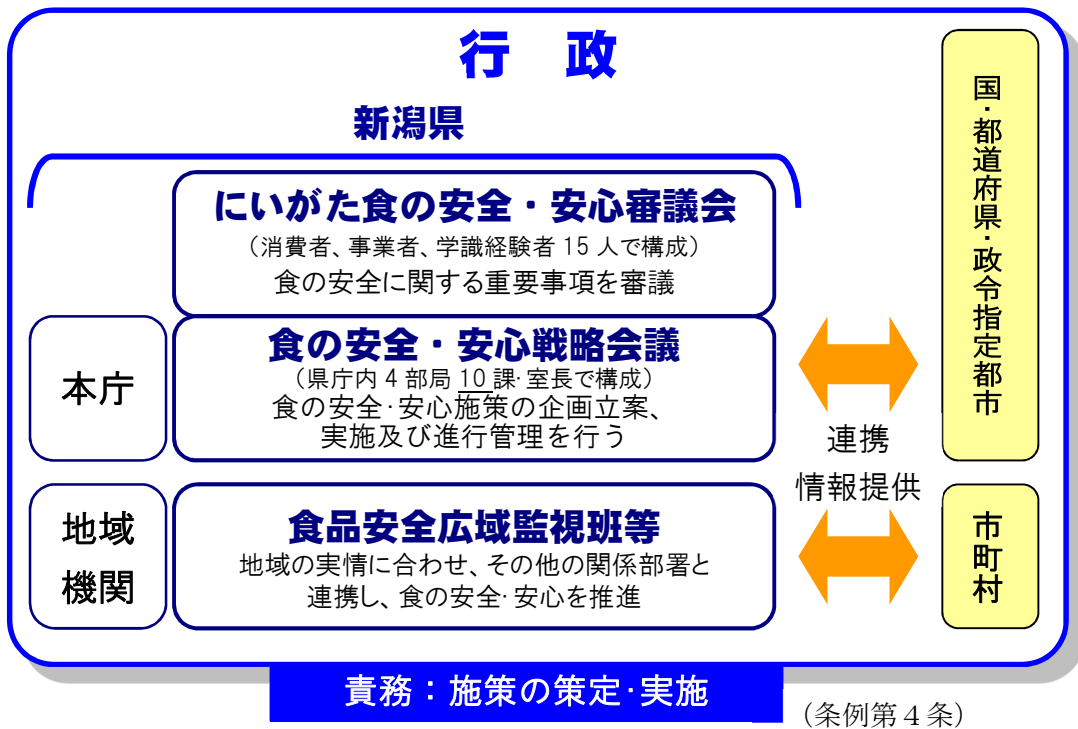 行 政
新潟県
にいがた食の安全・安心審議会
（消費者、事業者、学識経験者 15 人で構成）
食の安全に関する重要事項を審議
本庁
食の安全・安心戦略会議
（県庁内 4 部局 10 課・室長で構成）
食の安全・安心施策の企画立案、
実施及び進行管理を行う
地域
機関
食品安全広域監視班等
地域の実情に合わせ、その他の関係部署と
連携し、食の安全・安心を推進
連携
情報提供
国・都道府県・政令指定都市
市町村
責務：施策の策定・実施
（条例第４条）